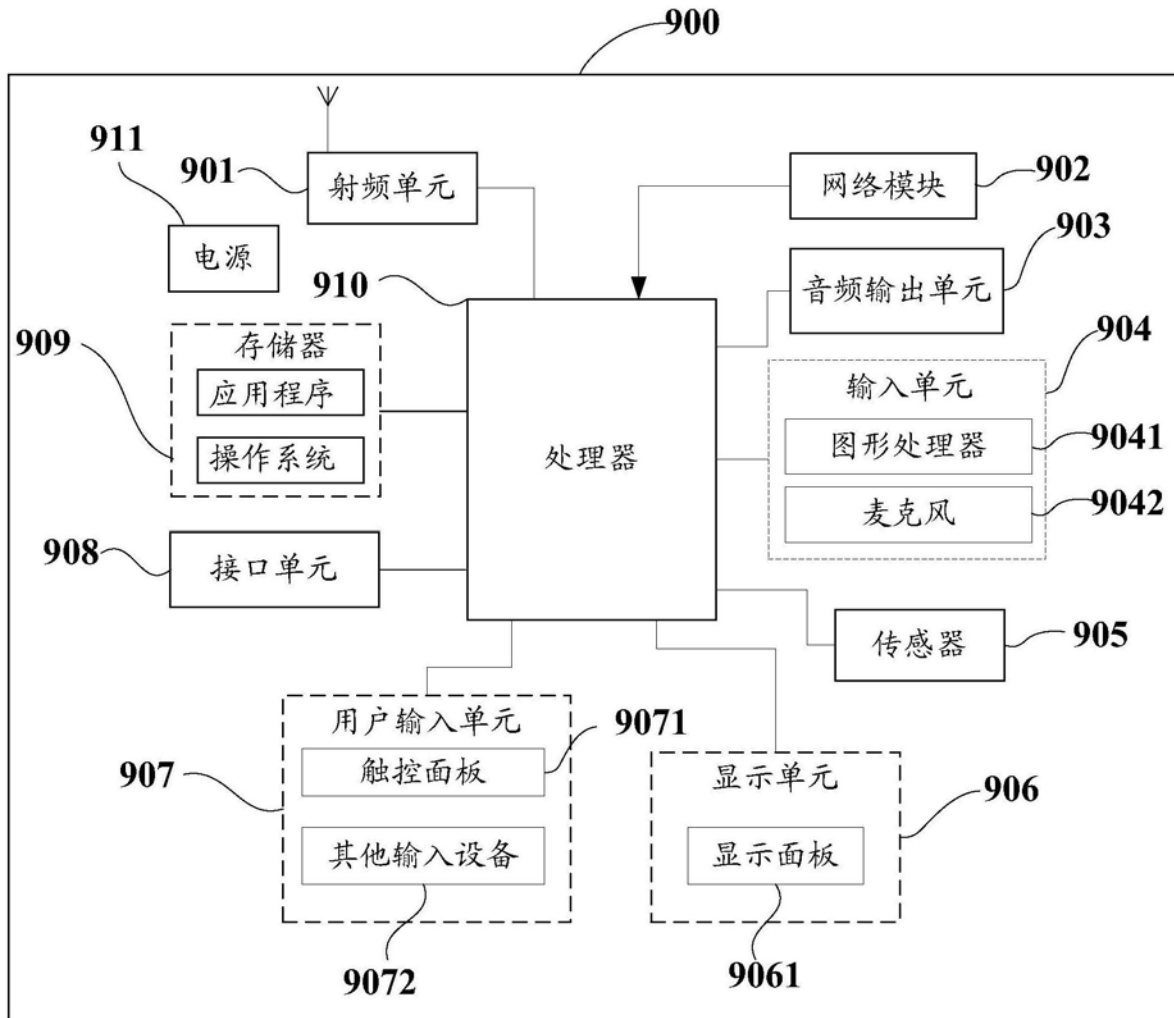 900
911
901
射频单元
网络模块
902
电源
910
音频输出单元
903
909
存储器
应用程序
操作系统
处理器
904
输入单元
图形处理器
9041
麦克风
9042
908
接口单元
传感器
905
用户输入单元
9071
907
触控面板
其他输入设备
9072
显示单元
906
显示面板
9061